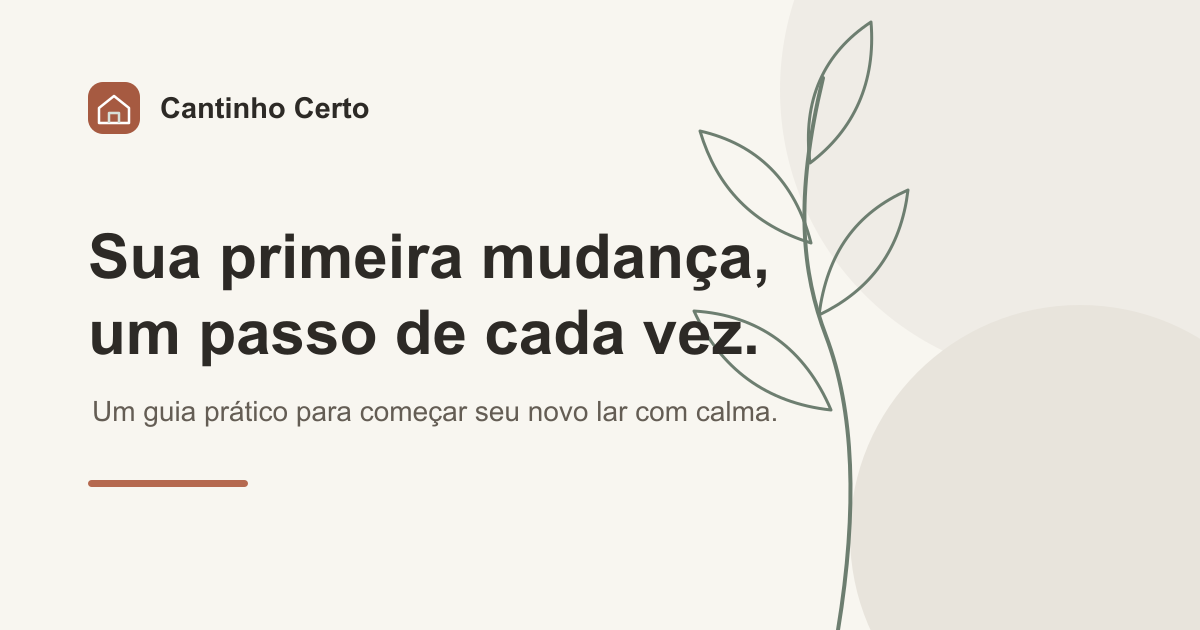 Cantinho Certo
Sua primeira mudança,
um passo de cada vez.
Um guia prático para começar seu novo lar com calma.